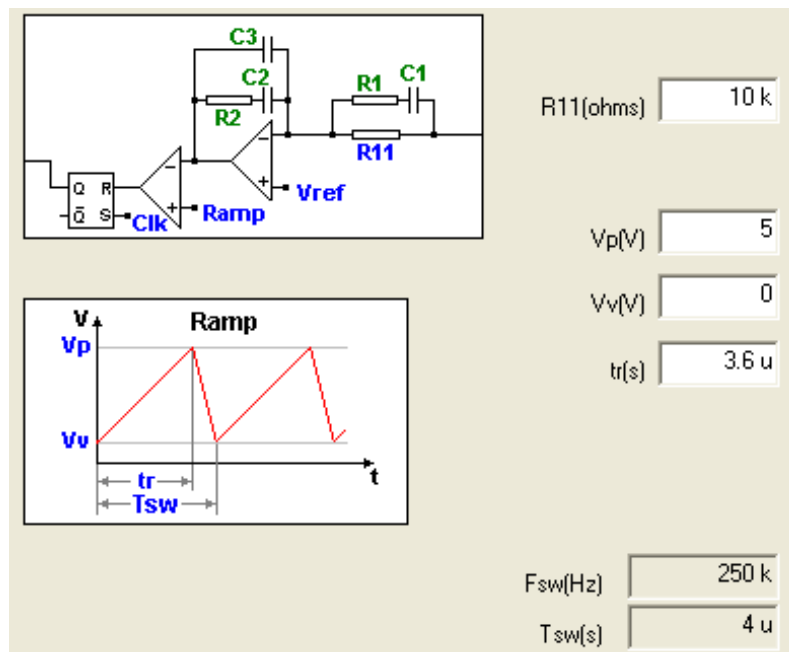 C3
C2
R2
R1 C1
R11
R11(ohms) 10 k
Vref
Ramp
Clk
Q R
Q̅ S
Vp(V) 5
Vv(V) 0
tr(s) 3.6 u
V
Ramp
Vp
Vv
tr
Tsw
t
Fsw(Hz) 250 k
Tsw(s) 4 u